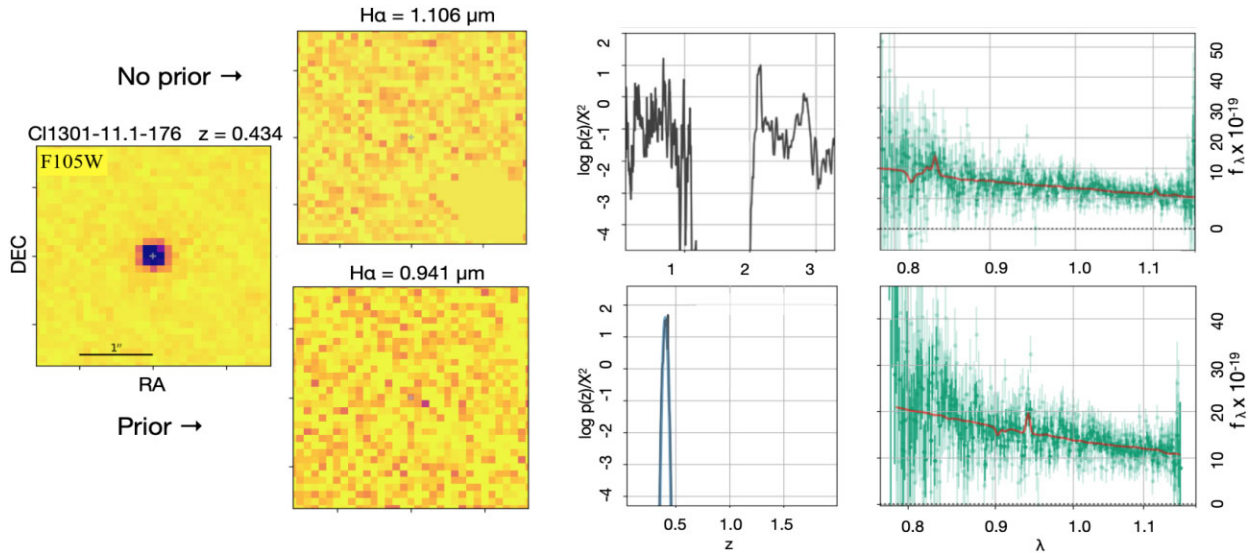 Hα = 1.106 μm
No prior →
Cl1301-11.1-176 z = 0.434
F105W
DEC
1"
RA
Hα = 0.941 μm
Prior →
log p(z)/X²
2
1
0
-1
-2
-3
-4
1 2 3
f λ x 10-19
50
40
30
20
10
0
0.8 0.9 1.0 1.1
log p(z)/X²
2
1
0
-1
-2
-3
-4
0.5 1.0 1.5
z
f λ x 10-19
40
30
20
10
0
0.8 0.9 1.0 1.1
λ